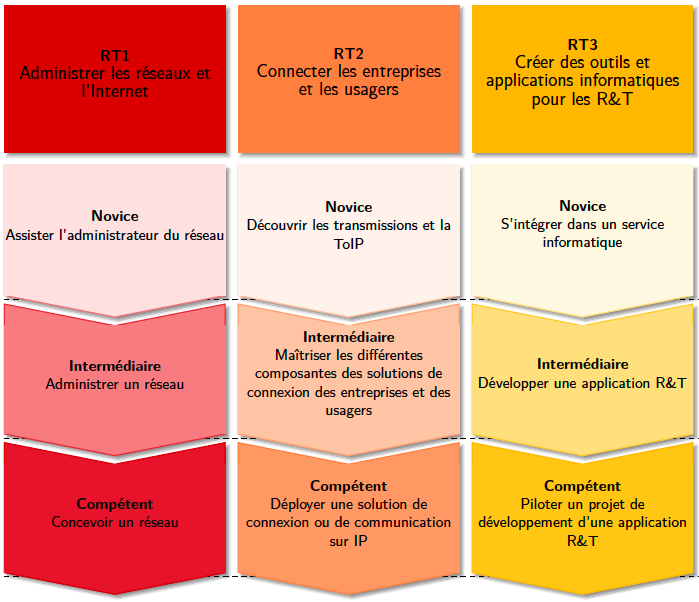 RT1
Administrer les réseaux et
l'Internet
RT2
Connecter les entreprises
et les usagers
RT3
Créer des outils et
applications informatiques
pour les R&T
Novice
Assister l'administrateur du réseau
Novice
Découvrir les transmissions et la
ToIP
Novice
S'intégrer dans un service
informatique
Intermédiaire
Administrer un réseau
Intermédiaire
Maîtriser les différentes
composantes des solutions de
connexion des entreprises et des
usagers
Intermédiaire
Développer une application R&T
Compétent
Concevoir un réseau
Compétent
Déployer une solution de
connexion ou de communication
sur IP
Compétent
Piloter un projet de
développement d'une application
R&T